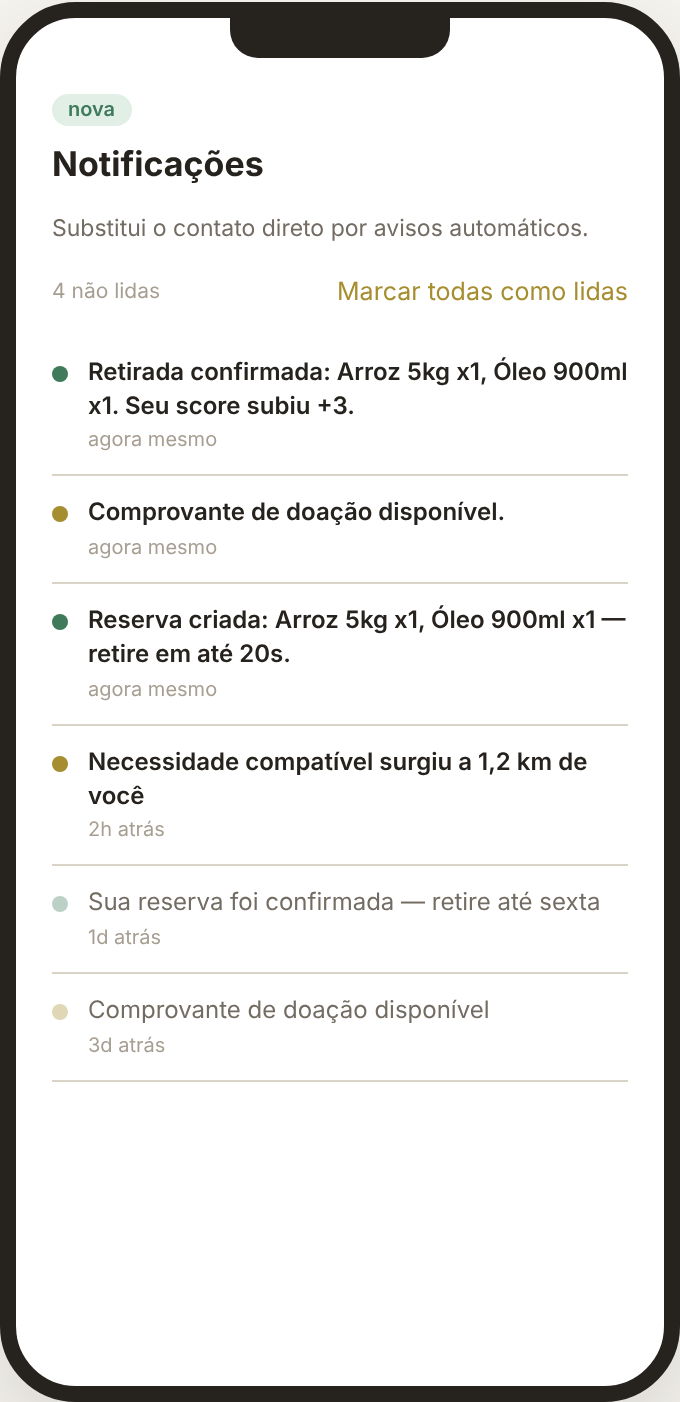 nova
Notificações
Substitui o contato direto por avisos automáticos.
4 não lidas
Marcar todas como lidas
Retirada confirmada: Arroz 5kg x1, Óleo 900ml
x1. Seu score subiu +3.
agora mesmo
Comprovante de doação disponível.
agora mesmo
Reserva criada: Arroz 5kg x1, Óleo 900ml x1 —
retire em até 20s.
agora mesmo
Necessidade compatível surgiu a 1,2 km de
você
2h atrás
Sua reserva foi confirmada — retire até sexta
1d atrás
Comprovante de doação disponível
3d atrás